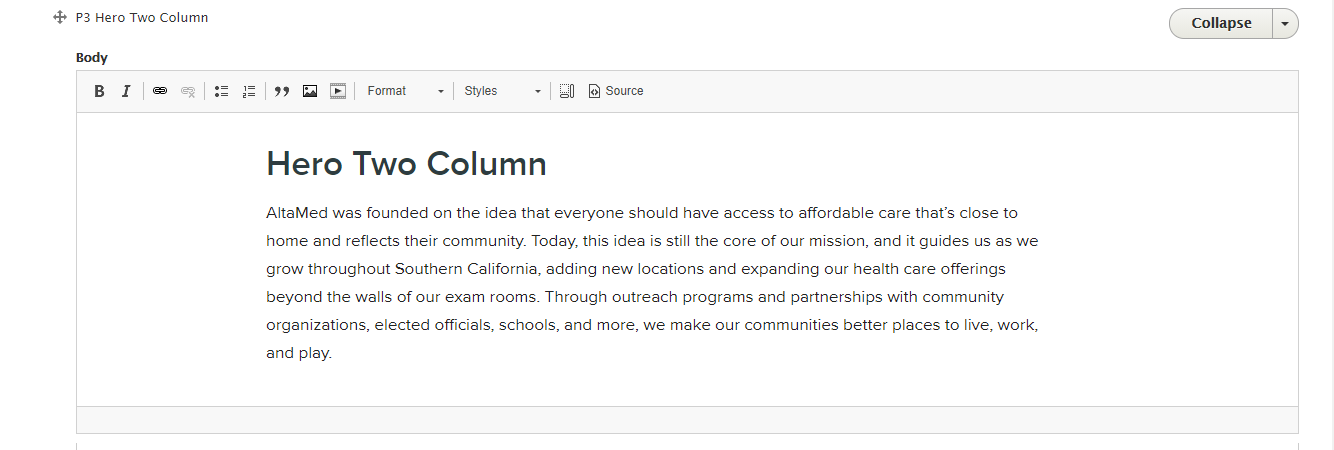 P3 Hero Two Column
Collapse
Body
B I Format Styles Source
Hero Two Column
AltaMed was founded on the idea that everyone should have access to affordable care that’s close to
home and reflects their community. Today, this idea is still the core of our mission, and it guides us as we
grow throughout Southern California, adding new locations and expanding our health care offerings
beyond the walls of our exam rooms. Through outreach programs and partnerships with community
organizations, elected officials, schools, and more, we make our communities better places to live, work,
and play.